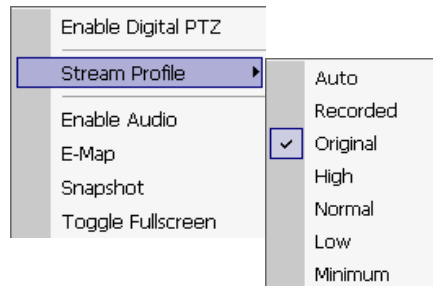 Enable Digital PTZ
Stream Profile
Enable Audio
E-Map
Snapshot
Toggle Fullscreen
Auto
Recorded
Original
High
Normal
Low
Minimum